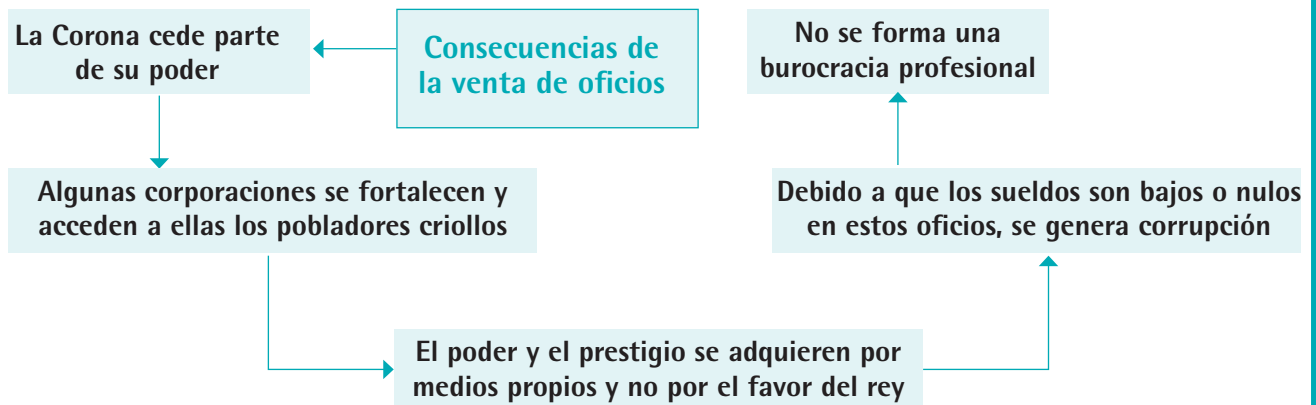 Consecuencias de
la venta de oficios
La Corona cede parte
de su poder
Algunas corporaciones se fortalecen y
acceden a ellas los pobladores criollos
El poder y el prestigio se adquieren por
medios propios y no por el favor del rey
Debido a que los sueldos son bajos o nulos
en estos oficios, se genera corrupción
No se forma una
burocracia profesional